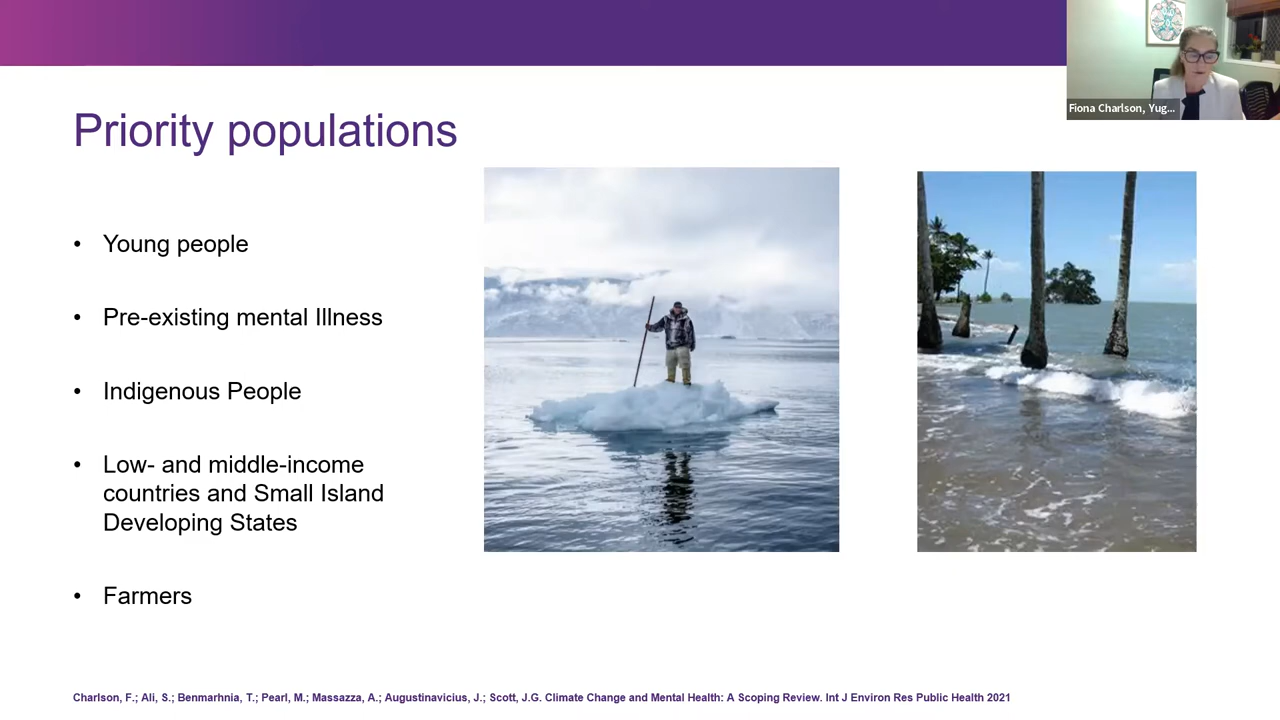 Fiona Charlson, Yug...
Priority populations
• Young people
• Pre-existing mental Illness
• Indigenous People
• Low- and middle-income
countries and Small Island
Developing States
• Farmers
Charlson, F.; Ali, S.; Benmarhnia, T.; Pearl, M.; Massazza, A.; Augustinavicius, J.; Scott, J.G. Climate Change and Mental Health: A Scoping Review. Int J Environ Res Public Health 2021